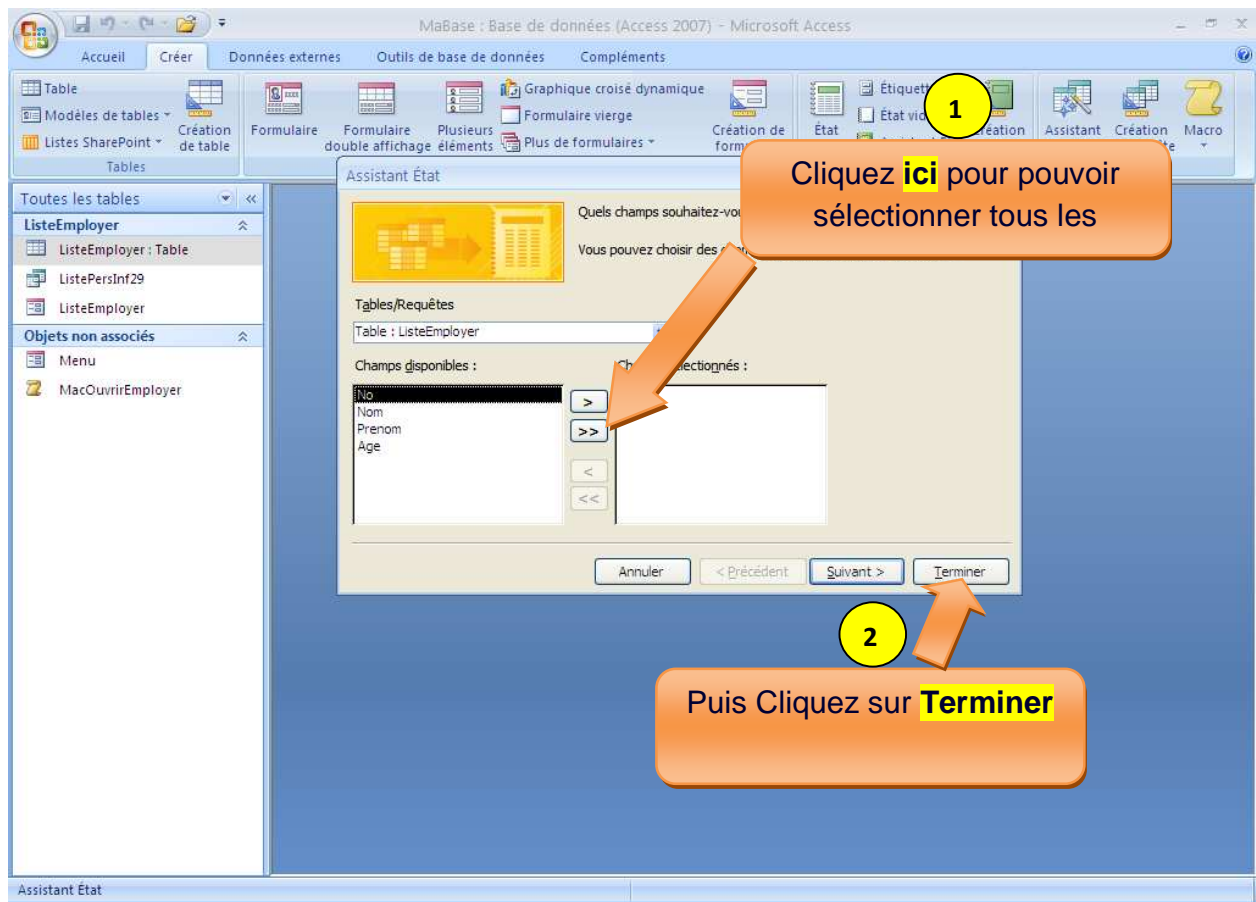 MaBase : Base de données (Access 2007) - Microsoft Access
Accueil Créer Données externes Outils de base de données Compléments
Table
Modèles de tables
Listes SharePoint
Création de table
Tables
Formulaire
Formulaire double affichage
Plusieurs éléments
Graphique croisé dynamique
Formulaire vierge
Plus de formulaires
Création de
État
Assistant
Création
Macro
1
Cliquez ici pour pouvoir
sélectionner tous les
Toutes les tables
ListeEmployer
ListeEmployer : Table
ListePersInf29
ListeEmployer
Objets non associés
Menu
MacOuvrirEmployer
Assistant État
Quels champs
Vous pouvez choisir des
Tables/Requêtes
Table : ListeEmployer
Champs disponibles :
No
Nom
Prenom
Age
>
>>
<
<<
Annuler < Précédent Suivant > Terminer
2
Puis Cliquez sur Terminer
Assistant État